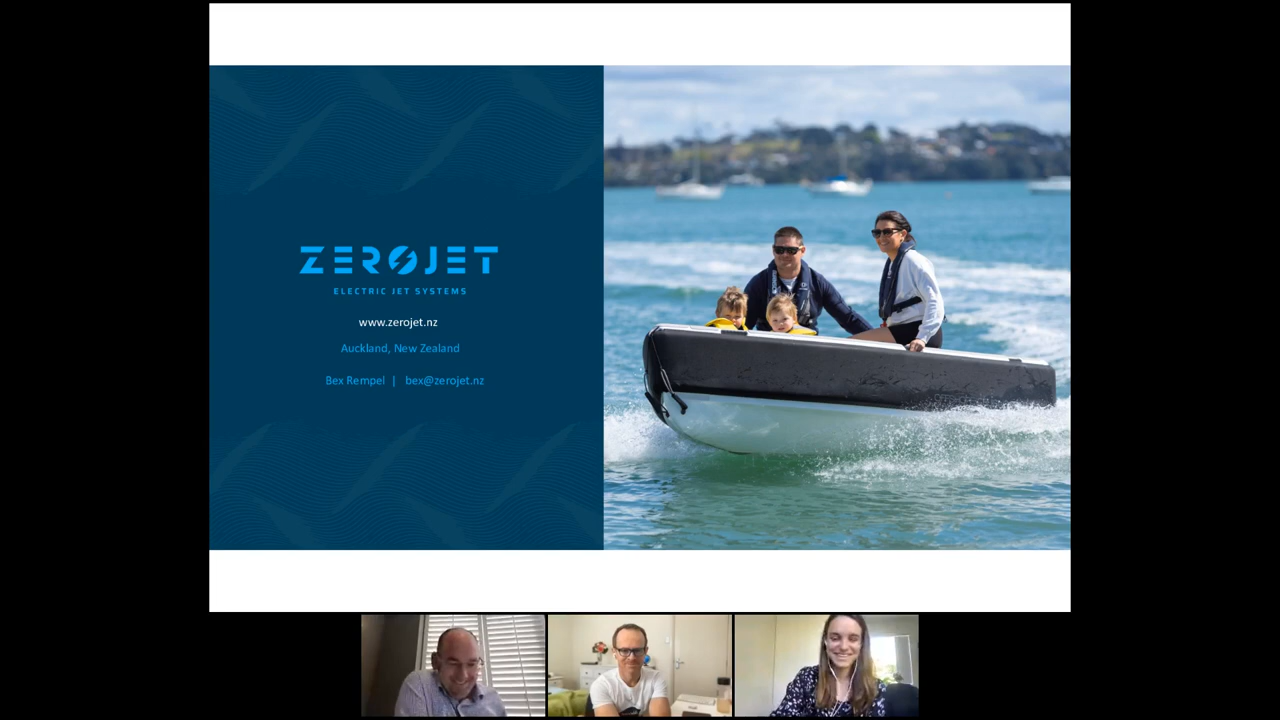 ZEROJET
ELECTRIC JET SYSTEMS
www.zerojet.nz
Auckland, New Zealand
Bex Rempel | bex@zerojet.nz